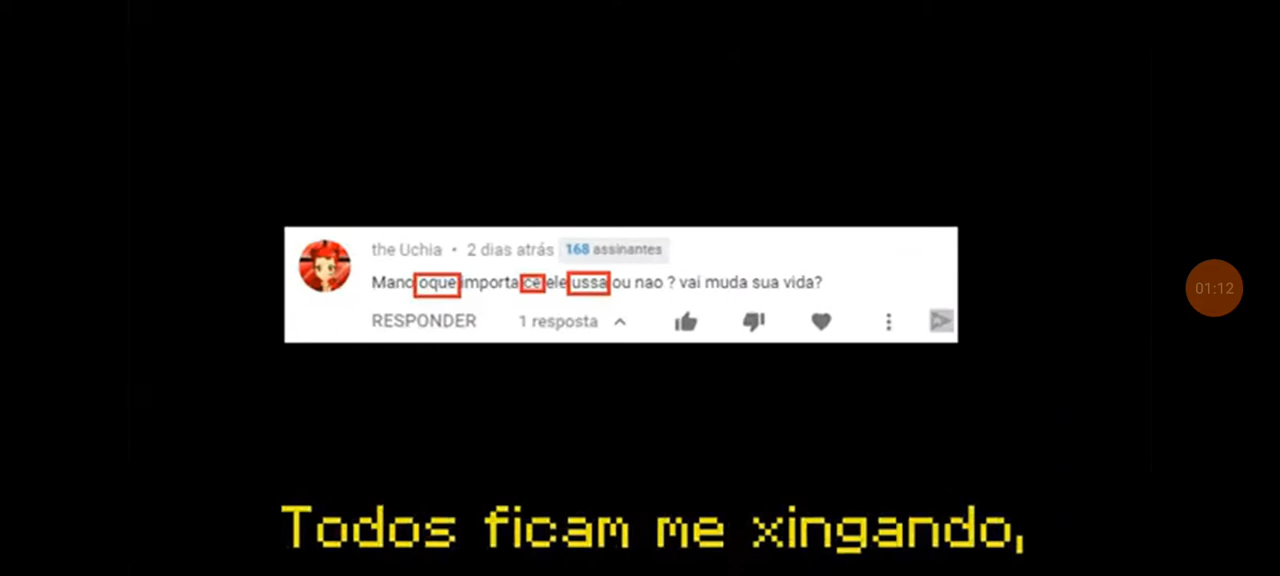 the Uchia • 2 dias atrás 168 assinantes
Mano oque importa ce ele ussa ou nao ? vai muda sua vida?
RESPONDER 1 resposta
01:12
Todos ficam me xingando,